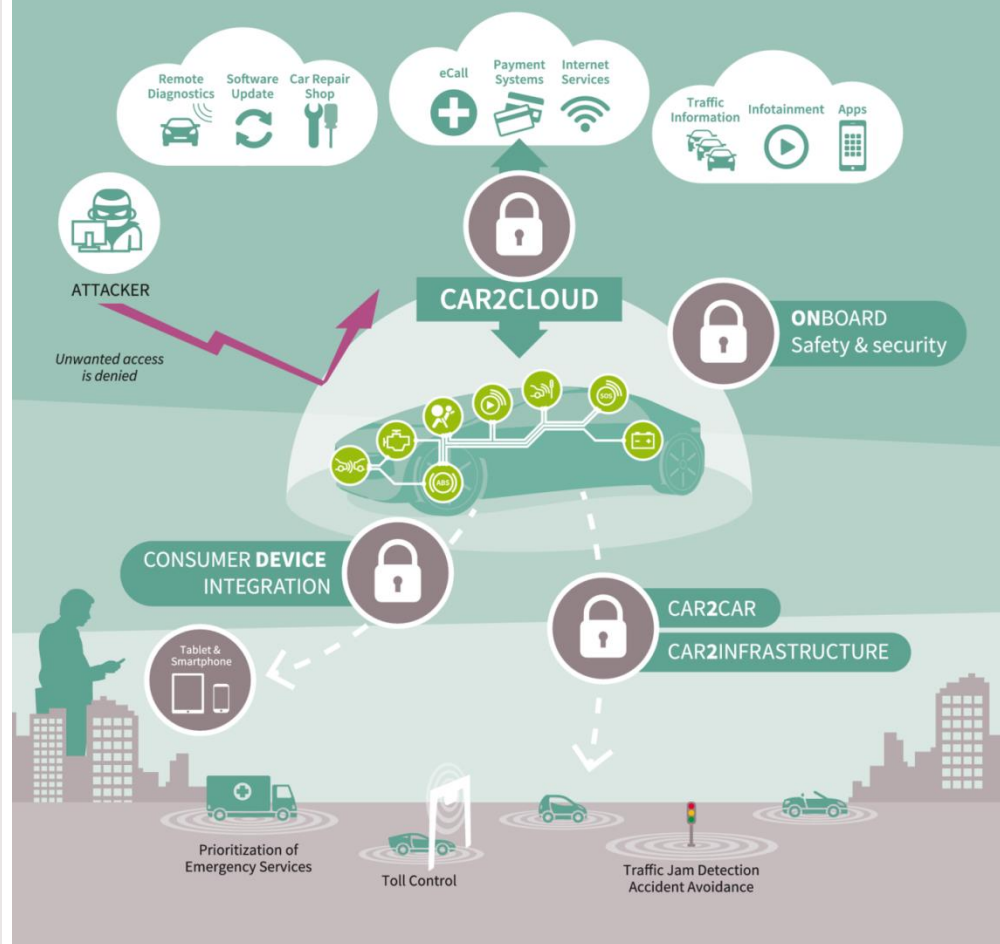 Remote
Diagnostics
Software
Update
Car Repair
Shop
eCall
Payment
Systems
Internet
Services
Traffic
Information
Infotainment
Apps
ATTACKER
Unwanted access
is denied
CAR2CLOUD
ONBOARD
Safety & security
SOS
ABS
CONSUMER DEVICE
INTEGRATION
Tablet &
Smartphone
CAR2CAR
CAR2INFRASTRUCTURE
Prioritization of
Emergency Services
Toll Control
Traffic Jam Detection
Accident Avoidance